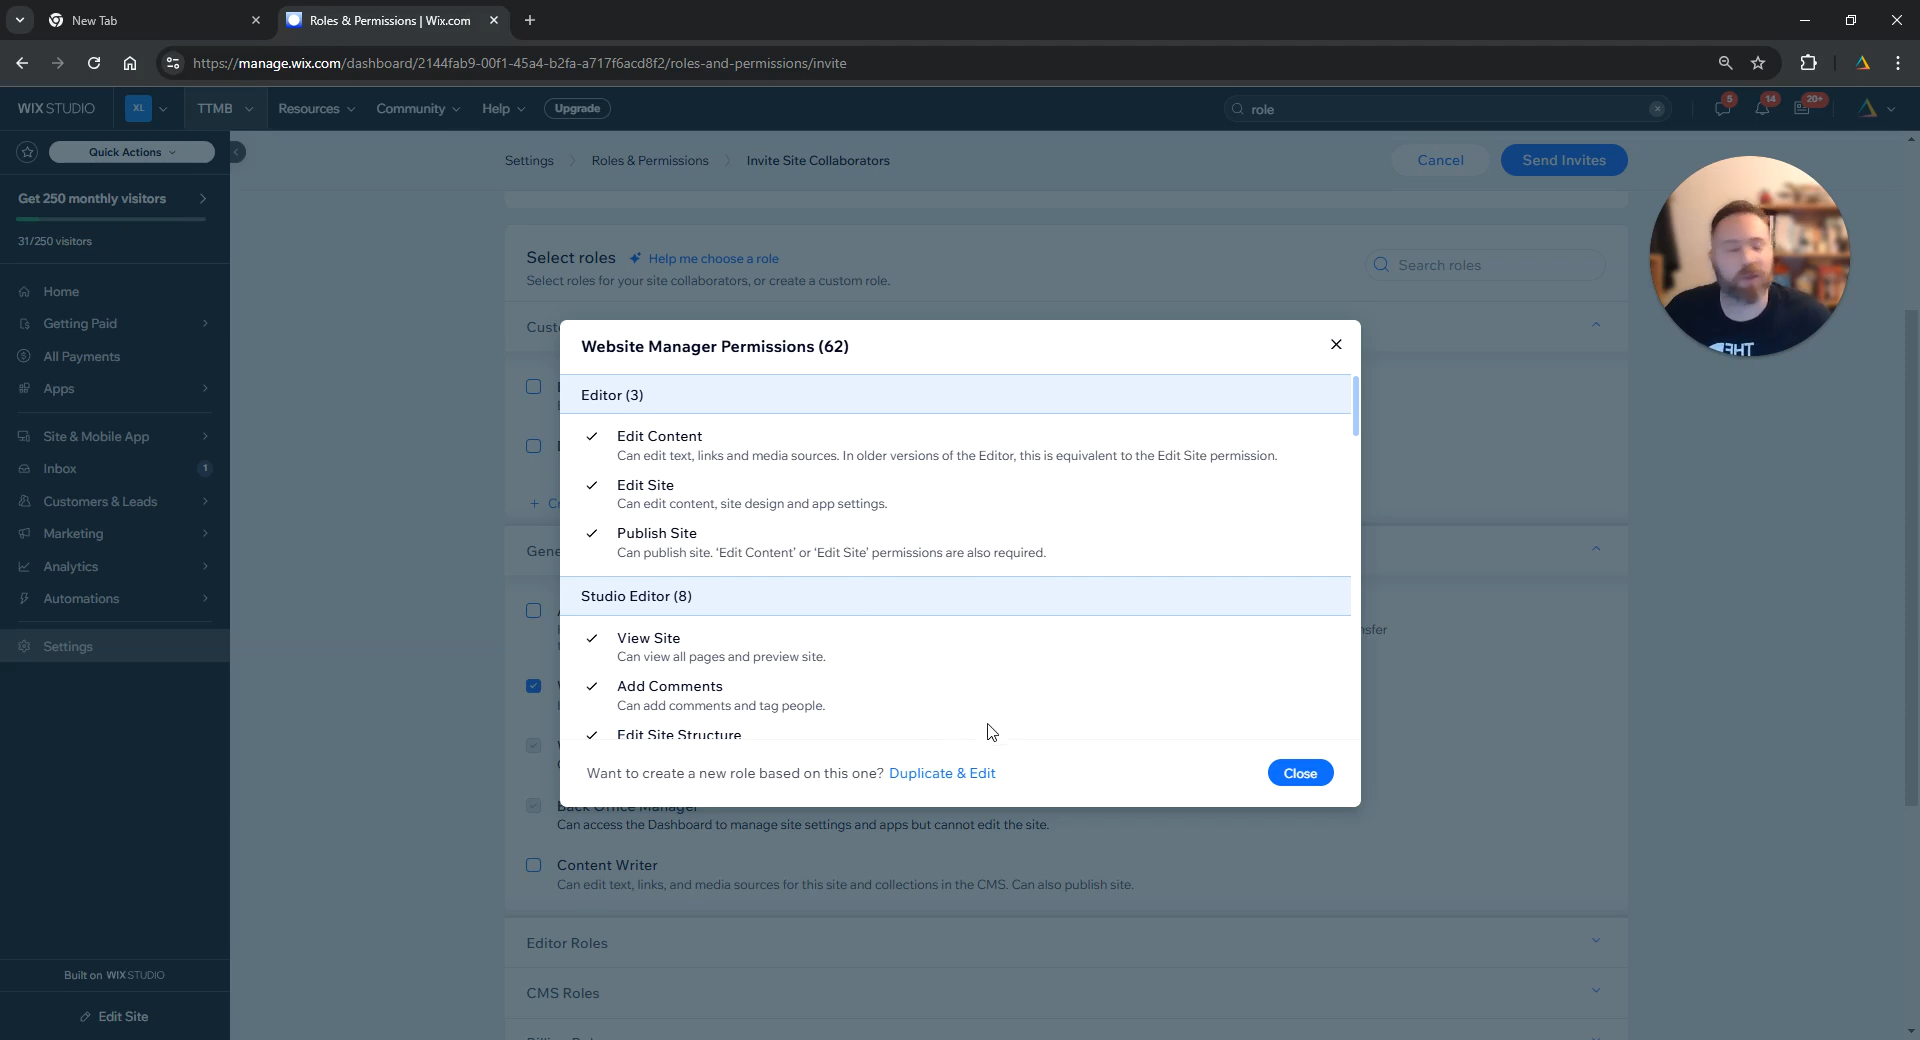 New Tab
Roles & Permissions | Wix.com
https://manage.wix.com/dashboard/2144fab9-00f1-45a4-b2fa-a717f6acd8f2/roles-and-permissions/invite
WIX STUDIO
XL
TTMB
Resources
Community
Help
Upgrade
role
5
14
20+
Quick Actions
Settings
Roles & Permissions
Invite Site Collaborators
Cancel
Send Invites
Get 250 monthly visitors
31/250 visitors
Home
Getting Paid
All Payments
Apps
Site & Mobile App
Inbox
1
Customers & Leads
Marketing
Analytics
Automations
Settings
Built on WIX STUDIO
Edit Site
Select roles
Help me choose a role
Select roles for your site collaborators, or create a custom role.
Search roles
Website Manager Permissions (62)
Editor (3)
Edit Content
Can edit text, links and media sources. In older versions of the Editor, this is equivalent to the Edit Site permission.
Edit Site
Can edit content, site design and app settings.
Publish Site
Can publish site. 'Edit Content' or 'Edit Site' permissions are also required.
Studio Editor (8)
View Site
Can view all pages and preview site.
Add Comments
Can add comments and tag people.
Edit Site Structure
Want to create a new role based on this one? Duplicate & Edit
Close
Back Office Manager
Can access the Dashboard to manage site settings and apps but cannot edit the site.
Content Writer
Can edit text, links, and media sources for this site and collections in the CMS. Can also publish site.
Editor Roles
CMS Roles
THE